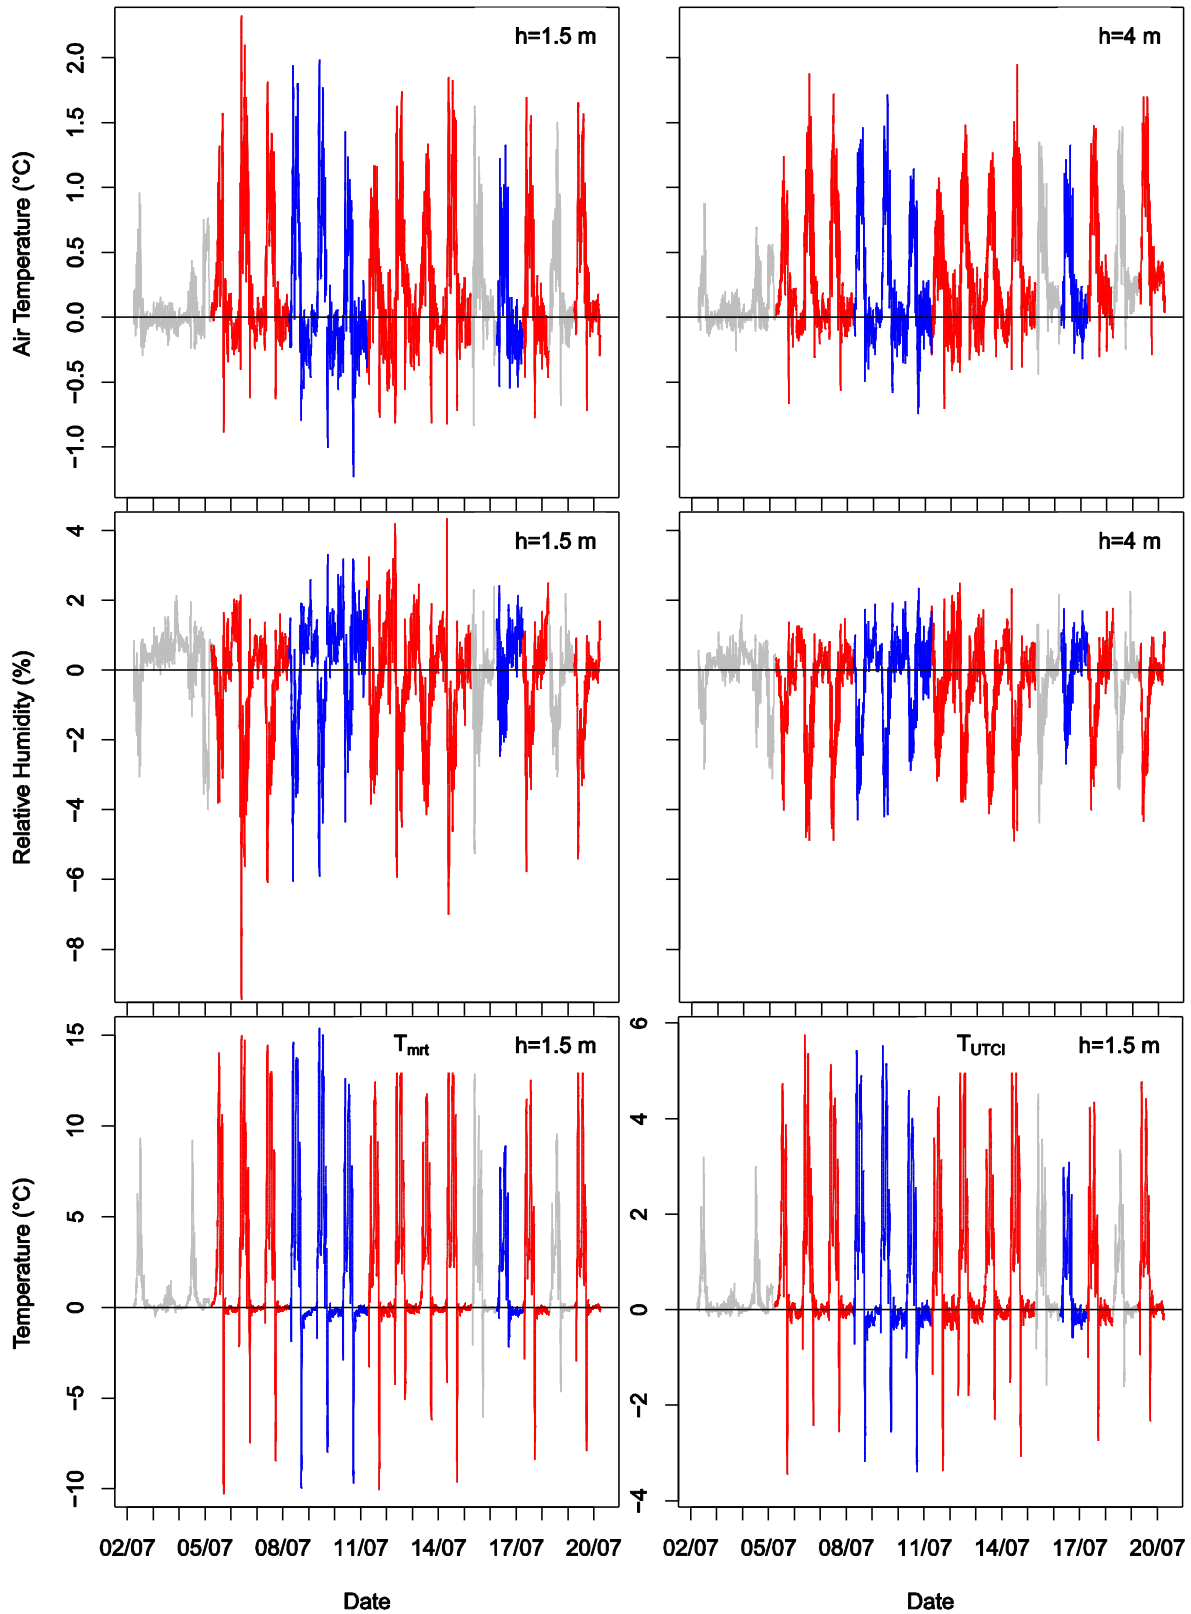 h=1.5 m
h=4 m
Air Temperature (°C)
2.0
1.5
1.0
0.5
0.0
−0.5
−1.0
h=1.5 m
h=4 m
Relative Humidity (%)
4
2
0
−2
−4
−6
−8
Tmrt h=1.5 m
TUTCI h=1.5 m
Temperature (°C)
15
10
5
0
−5
−10
6
4
2
0
−2
−4
02/07 05/07 08/07 11/07 14/07 17/07 20/07
02/07 05/07 08/07 11/07 14/07 17/07 20/07
Date
Date